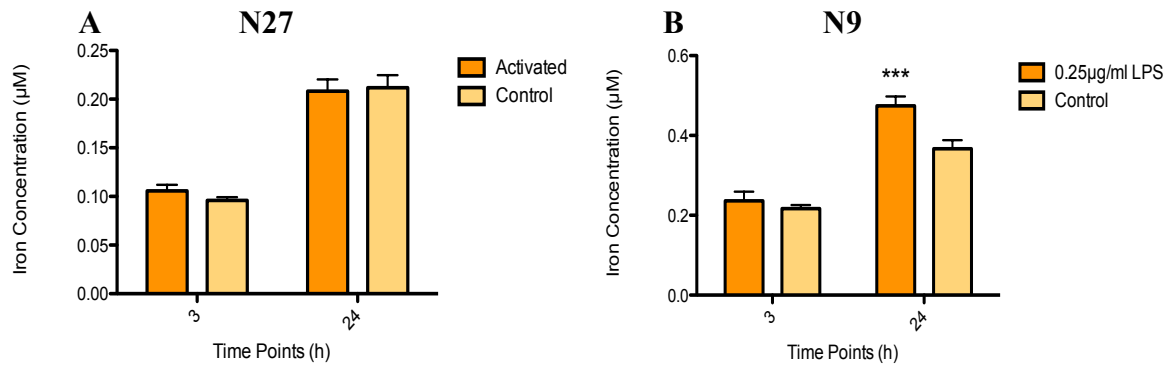 A
N27
Iron Concentration (µM)
0.25
0.20
0.15
0.10
0.05
0.00
3
24
Time Points (h)
Activated
Control
B
N9
Iron Concentration (µM)
0.6
0.4
0.2
0.0
***
3
24
Time Points (h)
0.25µg/ml LPS
Control